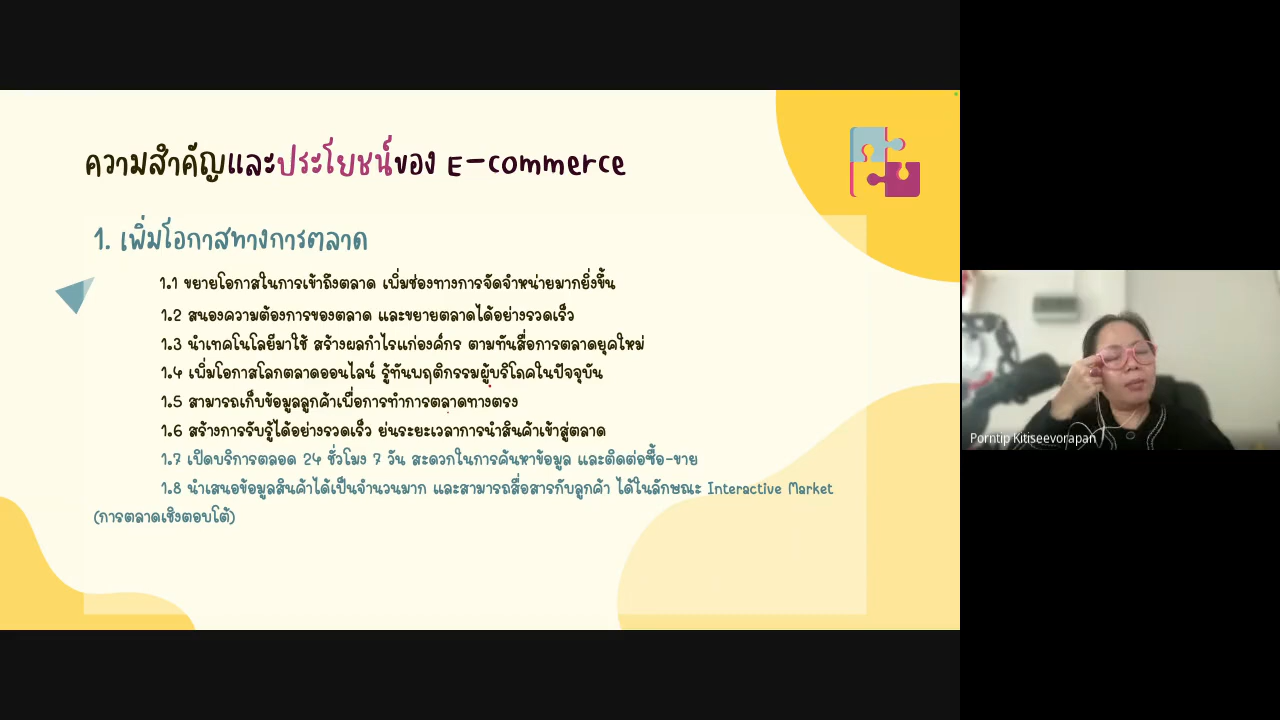 ความสำคัญและประโยชน์ของ E-commerce
1. เพิ่มโอกาสทางการตลาด
1.1 ขยายโอกาสในการเข้าถึงตลาด เพิ่มช่องทางการจัดจำหน่ายมากยิ่งขึ้น
1.2 สนองความต้องการของตลาด และขยายตลาดได้อย่างรวดเร็ว
1.3 นำเทคโนโลยีมาใช้ สร้างผลกำไรแก่องค์กร ตามทันสื่อการตลาดยุคใหม่
1.4 เพิ่มโอกาสโลกตลาดออนไลน์ รู้ทันพฤติกรรมผู้บริโภคในปัจจุบัน
1.5 สามารถเก็บข้อมูลลูกค้าเพื่อการทำการตลาดทางตรง
1.6 สร้างการรับรู้ได้อย่างรวดเร็ว ย่นระยะเวลาการนำสินค้าเข้าสู่ตลาด
1.7 เปิดบริการตลอด 24 ชั่วโมง 7 วัน สะดวกในการค้นหาข้อมูล และติดต่อซื้อ-ขาย
1.8 นำเสนอข้อมูลสินค้าได้เป็นจำนวนมาก และสามารถสื่อสารกับลูกค้า ได้ในลักษณะ Interactive Market
(การตลาดเชิงตอบโต้)
Porntip Kitiseevorapan